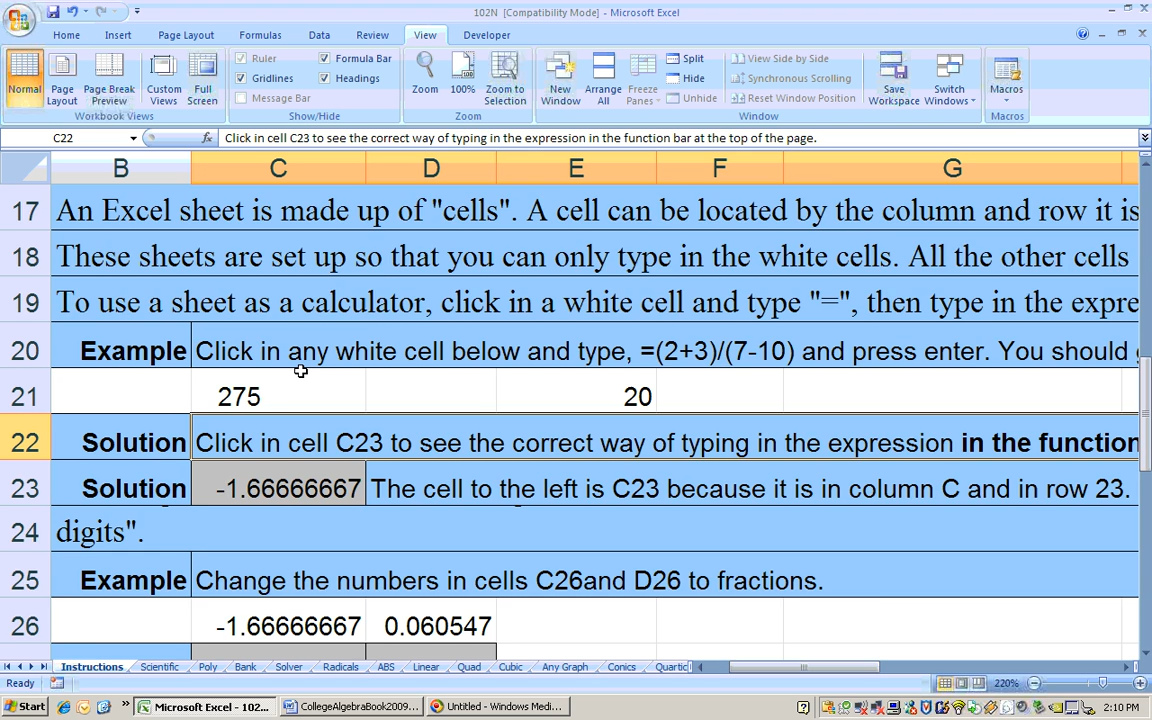 102N [Compatibility Mode] - Microsoft Excel
Home Insert Page Layout Formulas Data Review View Developer
Normal
Page Layout
Page Break Preview
Custom Views
Full Screen
Workbook Views
Ruler
Formula Bar
Gridlines
Headings
Message Bar
Show/Hide
Zoom
100%
Zoom to Selection
Zoom
New Window
Arrange All
Freeze Panes
Split
Hide
Unhide
View Side by Side
Synchronous Scrolling
Reset Window Position
Save Workspace
Switch Windows
Window
Macros
Macros
C22 fx Click in cell C23 to see the correct way of typing in the expression in the function bar at the top of the page.
B C D E F G
17 An Excel sheet is made up of "cells". A cell can be located by the column and row it is
18 These sheets are set up so that you can only type in the white cells. All the other cells
19 To use a sheet as a calculator, click in a white cell and type "=", then type in the expre
20 Example Click in any white cell below and type, =(2+3)/(7-10) and press enter. You should
21 275 20
22 Solution Click in cell C23 to see the correct way of typing in the expression in the function
23 Solution -1.66666667 The cell to the left is C23 because it is in column C and in row 23.
24 digits".
25 Example Change the numbers in cells C26and D26 to fractions.
26 -1.66666667 0.060547
Instructions Scientific Poly Bank Solver Radicals ABS Linear Quad Cubic Any Graph Conics Quartic
Ready 220%
Start Microsoft Excel - 102... CollegeAlgebraBook2009... Untitled - Windows Medi... 2:10 PM